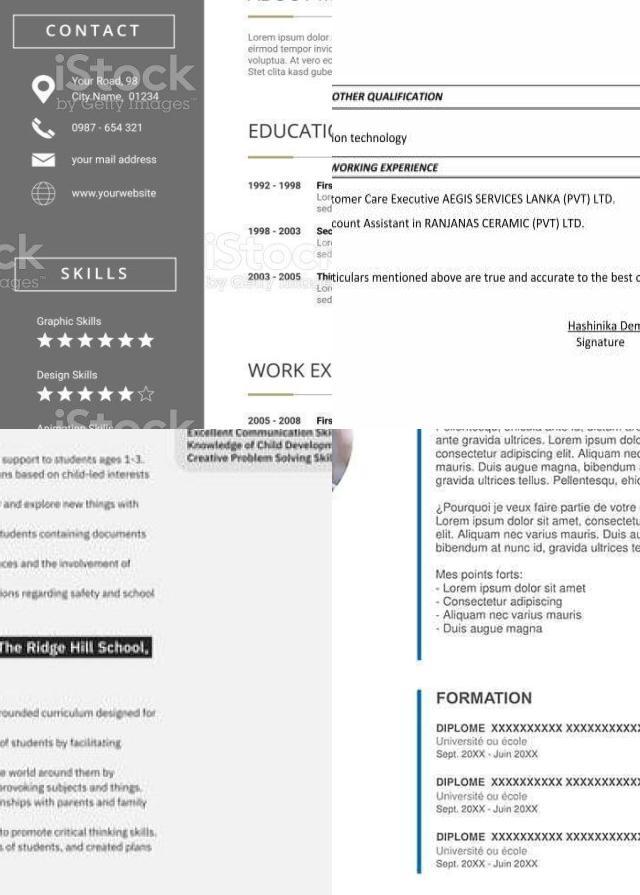 CONTACT
Your Road, 98
City.Name, 01234
0987 - 654 321
your mail address
www.yourwebsite
SKILLS
Graphic Skills
Design Skills
iStock
by Getty Images™
Lorem ipsum dolor
eirmod tempor invid
voluptua. At vero eo
Stet clita kasd gube
EDUCATI
1992 - 1998 Firs
Lor
sed
1998 - 2003 Sec
Lore
sed
2003 - 2005 Thi
Lore
sed
WORK EX
2005 - 2008 Firs
OTHER QUALIFICATION
ion technology
WORKING EXPERIENCE
tomer Care Executive AEGIS SERVICES LANKA (PVT) LTD.
count Assistant in RANJANAS CERAMIC (PVT) LTD.
ticulars mentioned above are true and accurate to the best o
Hashinika Dem
Signature
Excellent Communication Skil
Knowledge of Child Developm
Creative Problem Solving Skil
support to students ages 1-3.
ns based on child-led interests
and explore new things with
tudents containing documents
ces and the involvement of
ions regarding safety and school
The Ridge Hill School,
rounded curriculum designed for
of students by facilitating
e world around them by
provoking subjects and things.
nships with parents and family
to promote critical thinking skills.
s of students, and created plans
ante gravida ultrices. Lorem ipsum dolo
consectetur adipiscing elit. Aliquam nec
mauris. Duis augue magna, bibendum a
gravida ultrices tellus. Pellentesqu, ehic
¿Pourquoi je veux faire partie de votre
Lorem ipsum dolor sit amet, consectetu
elit. Aliquam nec varius mauris. Duis au
bibendum at nunc id, gravida ultrices te
Mes points forts:
- Lorem ipsum dolor sit amet
- Consectetur adipiscing
- Aliquam nec varius mauris
- Duis augue magna
FORMATION
DIPLOME XXXXXXXXXX XXXXXXXXXX
Université ou école
Sept. 20XX - Juin 20XX
DIPLOME XXXXXXXXXX XXXXXXXXXX
Université ou école
Sept. 20XX - Juin 20XX
DIPLOME XXXXXXXXXX XXXXXXXXXX
Université ou école
Sept. 20XX - Juin 20XX